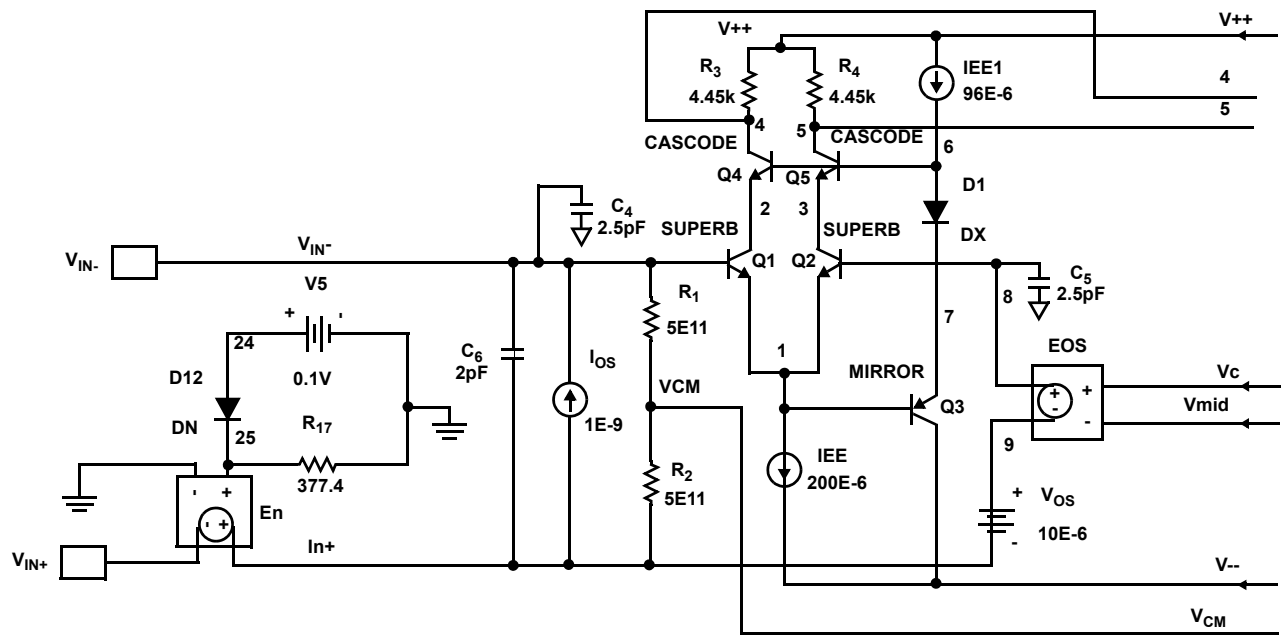 V++
V++
R3
4.45k
R4
4.45k
IEE1
96E-6
4
5
4
5
CASCODE
CASCODE
6
Q4
Q5
D1
DX
2
3
C4
2.5pF
SUPERB
SUPERB
VIN-
VIN-
Q1
Q2
C5
2.5pF
V5
+
-
R1
5E11
8
7
24
0.1V
C6
2pF
IOS
1E-9
1
EOS
D12
DN
VCM
MIRROR
Vc
Vmid
+
-
+
-
25
R17
377.4
Q3
9
R2
5E11
IEE
200E-6
-
+
-
+
En
+
VOS
10E-6
-
In+
VIN+
V--
VCM